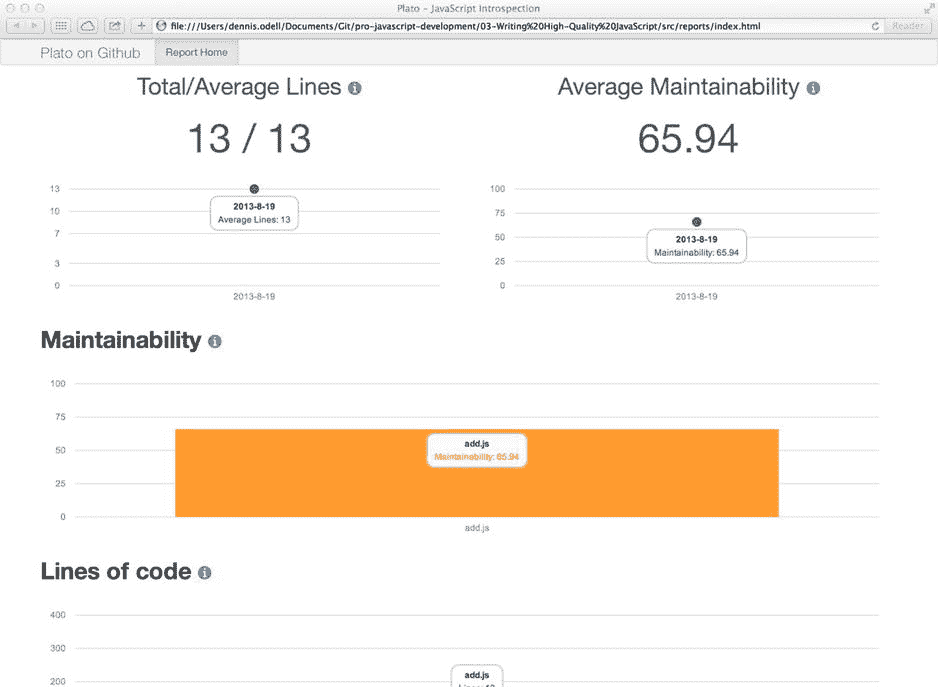 Plato - JavaScript Introspection
file:///Users/dennis.odell/Documents/Git/pro-javascript-development/03-Writing%20High-Quality%20JavaScript/src/reports/index.html
Reader
Plato on Github
Report Home
Total/Average Lines
13 / 13
13
10
7
3
0
2013-8-19
Average Lines: 13
2013-8-19
Average Maintainability
65.94
100
75
50
25
0
2013-8-19
Maintainability: 65.94
2013-8-19
Maintainability
100
75
50
25
0
add.js
Maintainability: 65.94
add.js
Lines of code
400
300
200
add.js